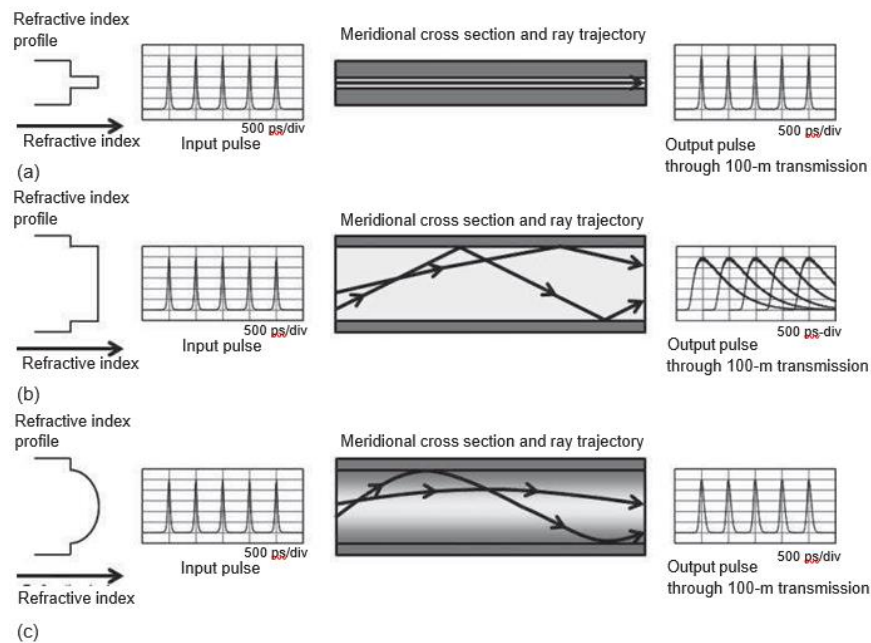 Refractive index
profile
Meridional cross section and ray trajectory
500 ps/div
500 ps/div
Refractive index
Input pulse
Output pulse
through 100-m transmission
(a)
Refractive index
profile
Meridional cross section and ray trajectory
500 ps/div
500 ps-div
Refractive index
Input pulse
Output pulse
through 100-m transmission
(b)
Refractive index
profile
Meridional cross section and ray trajectory
500 ps/div
500 ps/div
Input pulse
Output pulse
through 100-m transmission
Refractive index
(c)